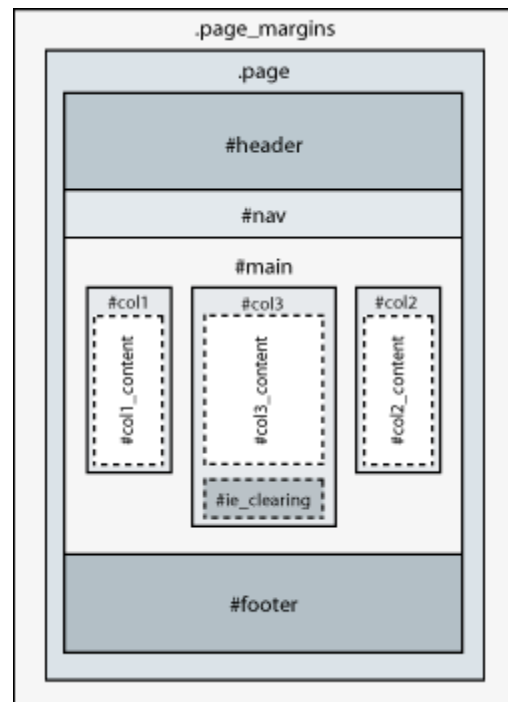 .page_margins
.page
#header
#nav
#main
#col1
#col1_content
#col3
#col3_content
#ie_clearing
#col2
#col2_content
#footer